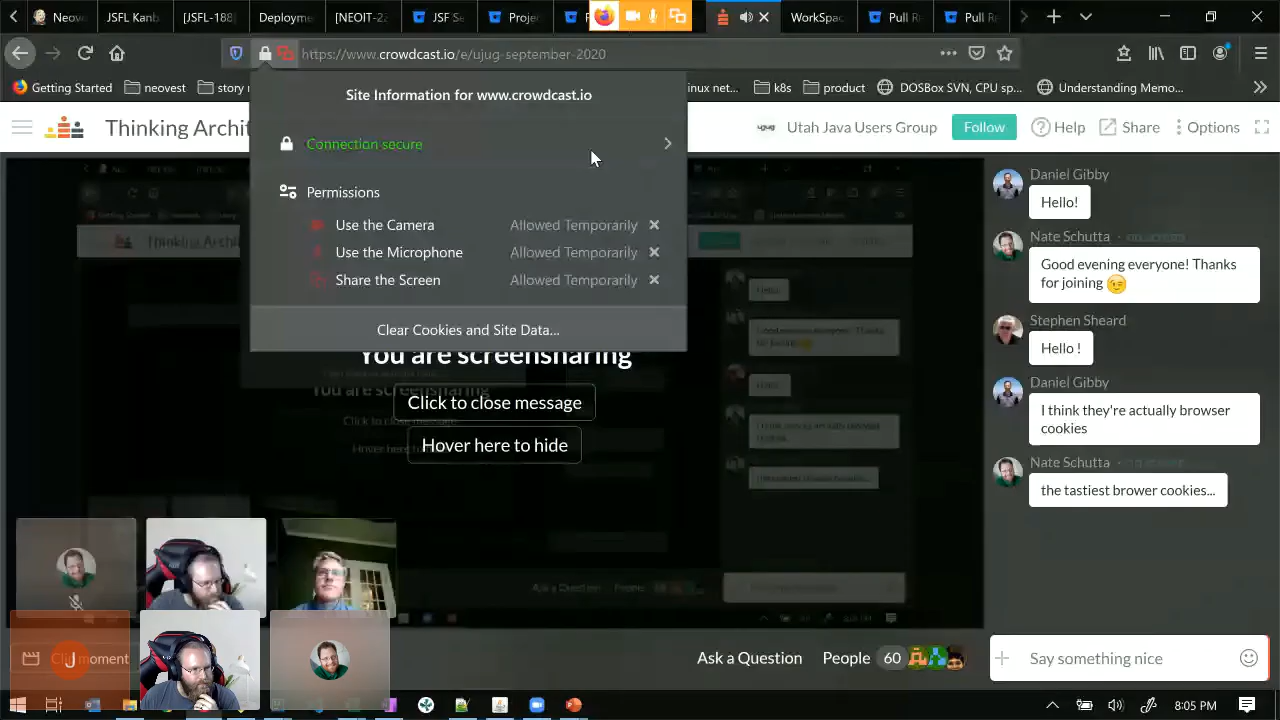 Neov
JSFL Kanb
[JSFL-188]
Deployme
[NEOIT-22
JSF Se
Projec
WorkSpac
Pull R
Pull R
https://www.crowdcast.io/e/ujug-september-2020
Getting Started
neovest
story
inux net...
k8s
product
DOSBox SVN, CPU sp...
Understanding Memo...
Site Information for www.crowdcast.io
Connection secure
Permissions
Use the Camera
Allowed Temporarily
Use the Microphone
Allowed Temporarily
Share the Screen
Allowed Temporarily
Clear Cookies and Site Data...
Thinking Archit
Utah Java Users Group
Follow
Help
Share
Options
You are screensharing
Click to close message
Hover here to hide
Daniel Gibby
Hello!
Nate Schutta
Good evening everyone! Thanks
for joining 😉
Stephen Sheard
Hello !
Daniel Gibby
I think they're actually browser
cookies
Nate Schutta
the tastiest brower cookies...
J
moment
Ask a Question
People
60
Say something nice
8:05 PM